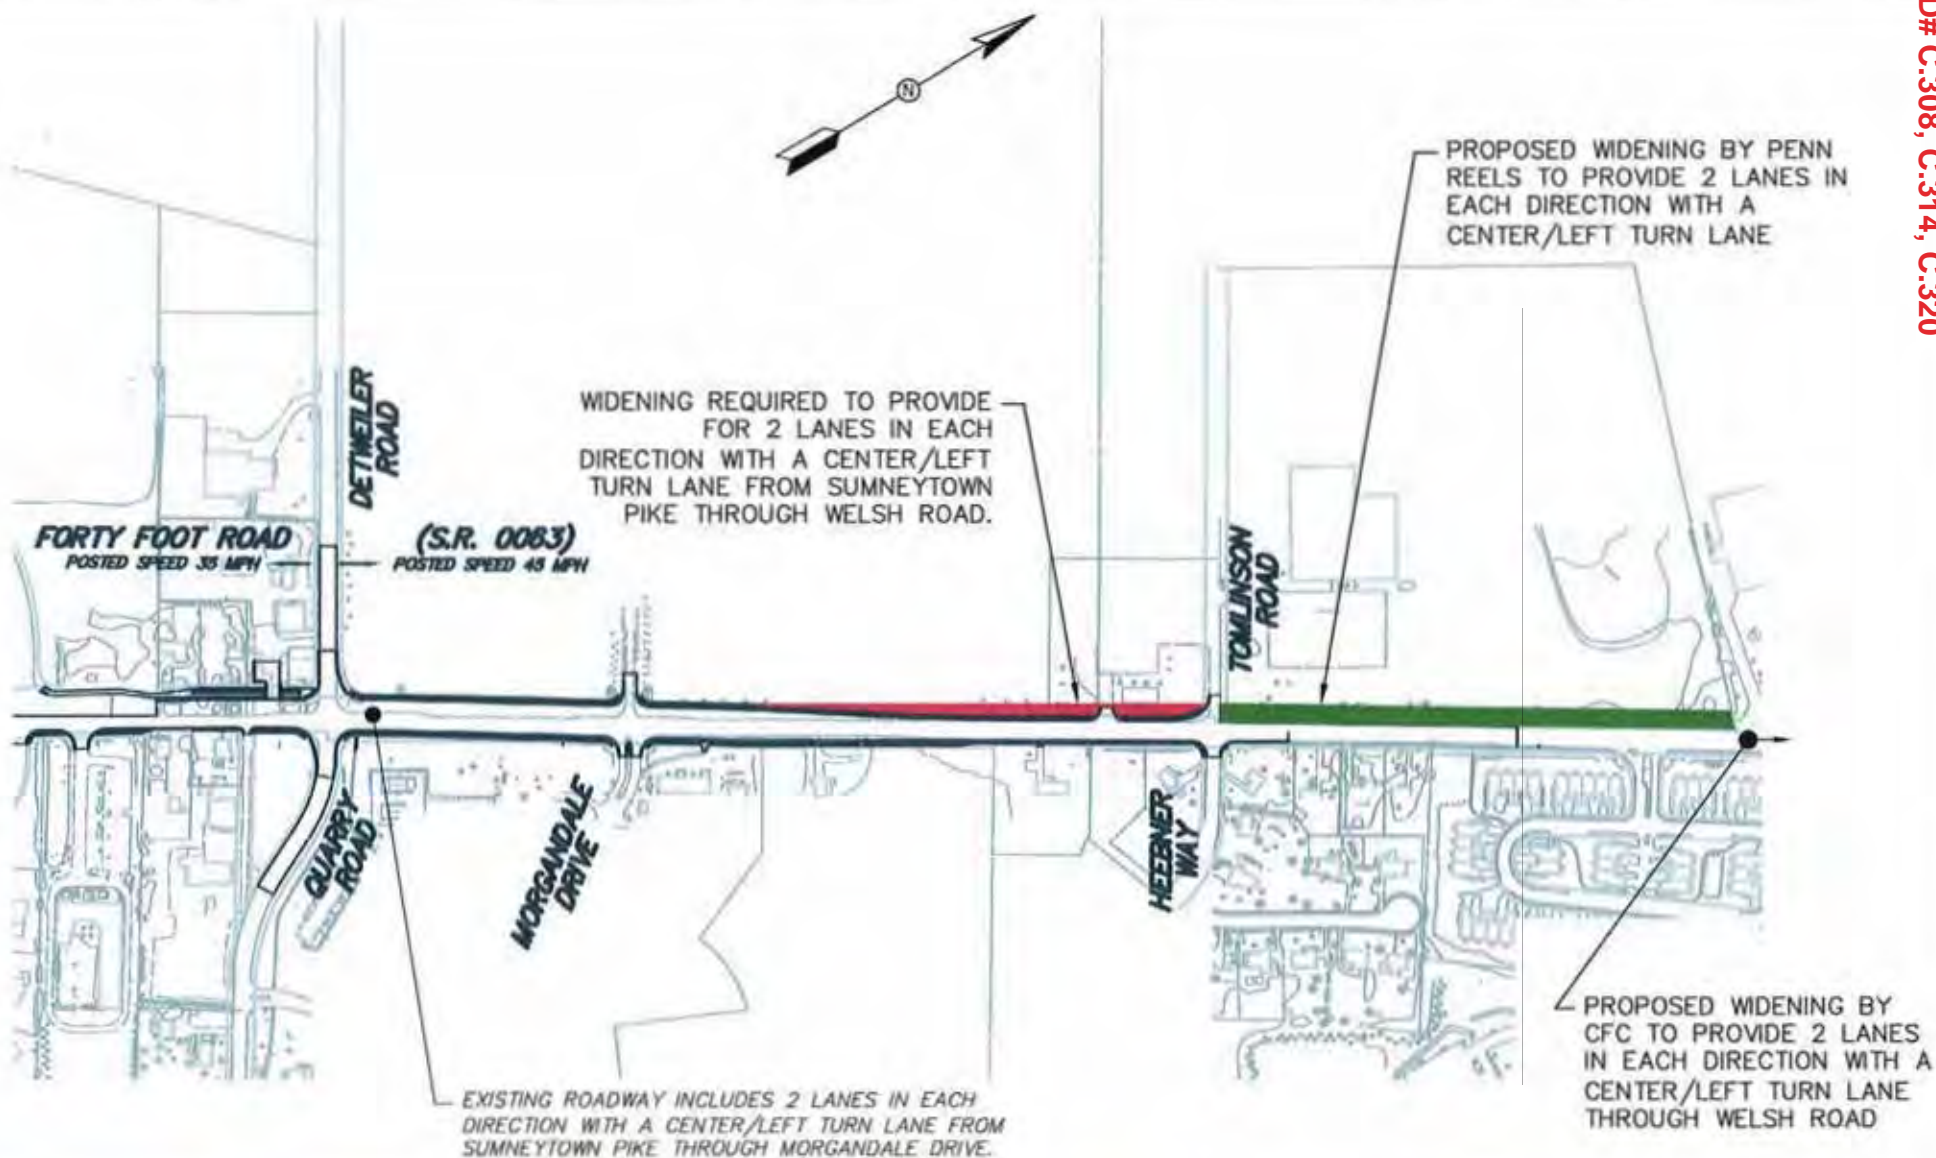 D# C.308, C.314, C.320
N
PROPOSED WIDENING BY PENN
REELS TO PROVIDE 2 LANES IN
EACH DIRECTION WITH A
CENTER/LEFT TURN LANE
WIDENING REQUIRED TO PROVIDE
FOR 2 LANES IN EACH
DIRECTION WITH A CENTER/LEFT
TURN LANE FROM SUMNEYTOWN
PIKE THROUGH WELSH ROAD.
DETWEILER
ROAD
FORTY FOOT ROAD
POSTED SPEED 35 MPH
(S.R. 0063)
POSTED SPEED 45 MPH
TOMLINSON
ROAD
QUARRY
ROAD
MORGANDALE
DRIVE
HEEBNER
WAY
EXISTING ROADWAY INCLUDES 2 LANES IN EACH
DIRECTION WITH A CENTER/LEFT TURN LANE FROM
SUMNEYTOWN PIKE THROUGH MORGANDALE DRIVE.
PROPOSED WIDENING BY
CFC TO PROVIDE 2 LANES
IN EACH DIRECTION WITH A
CENTER/LEFT TURN LANE
THROUGH WELSH ROAD